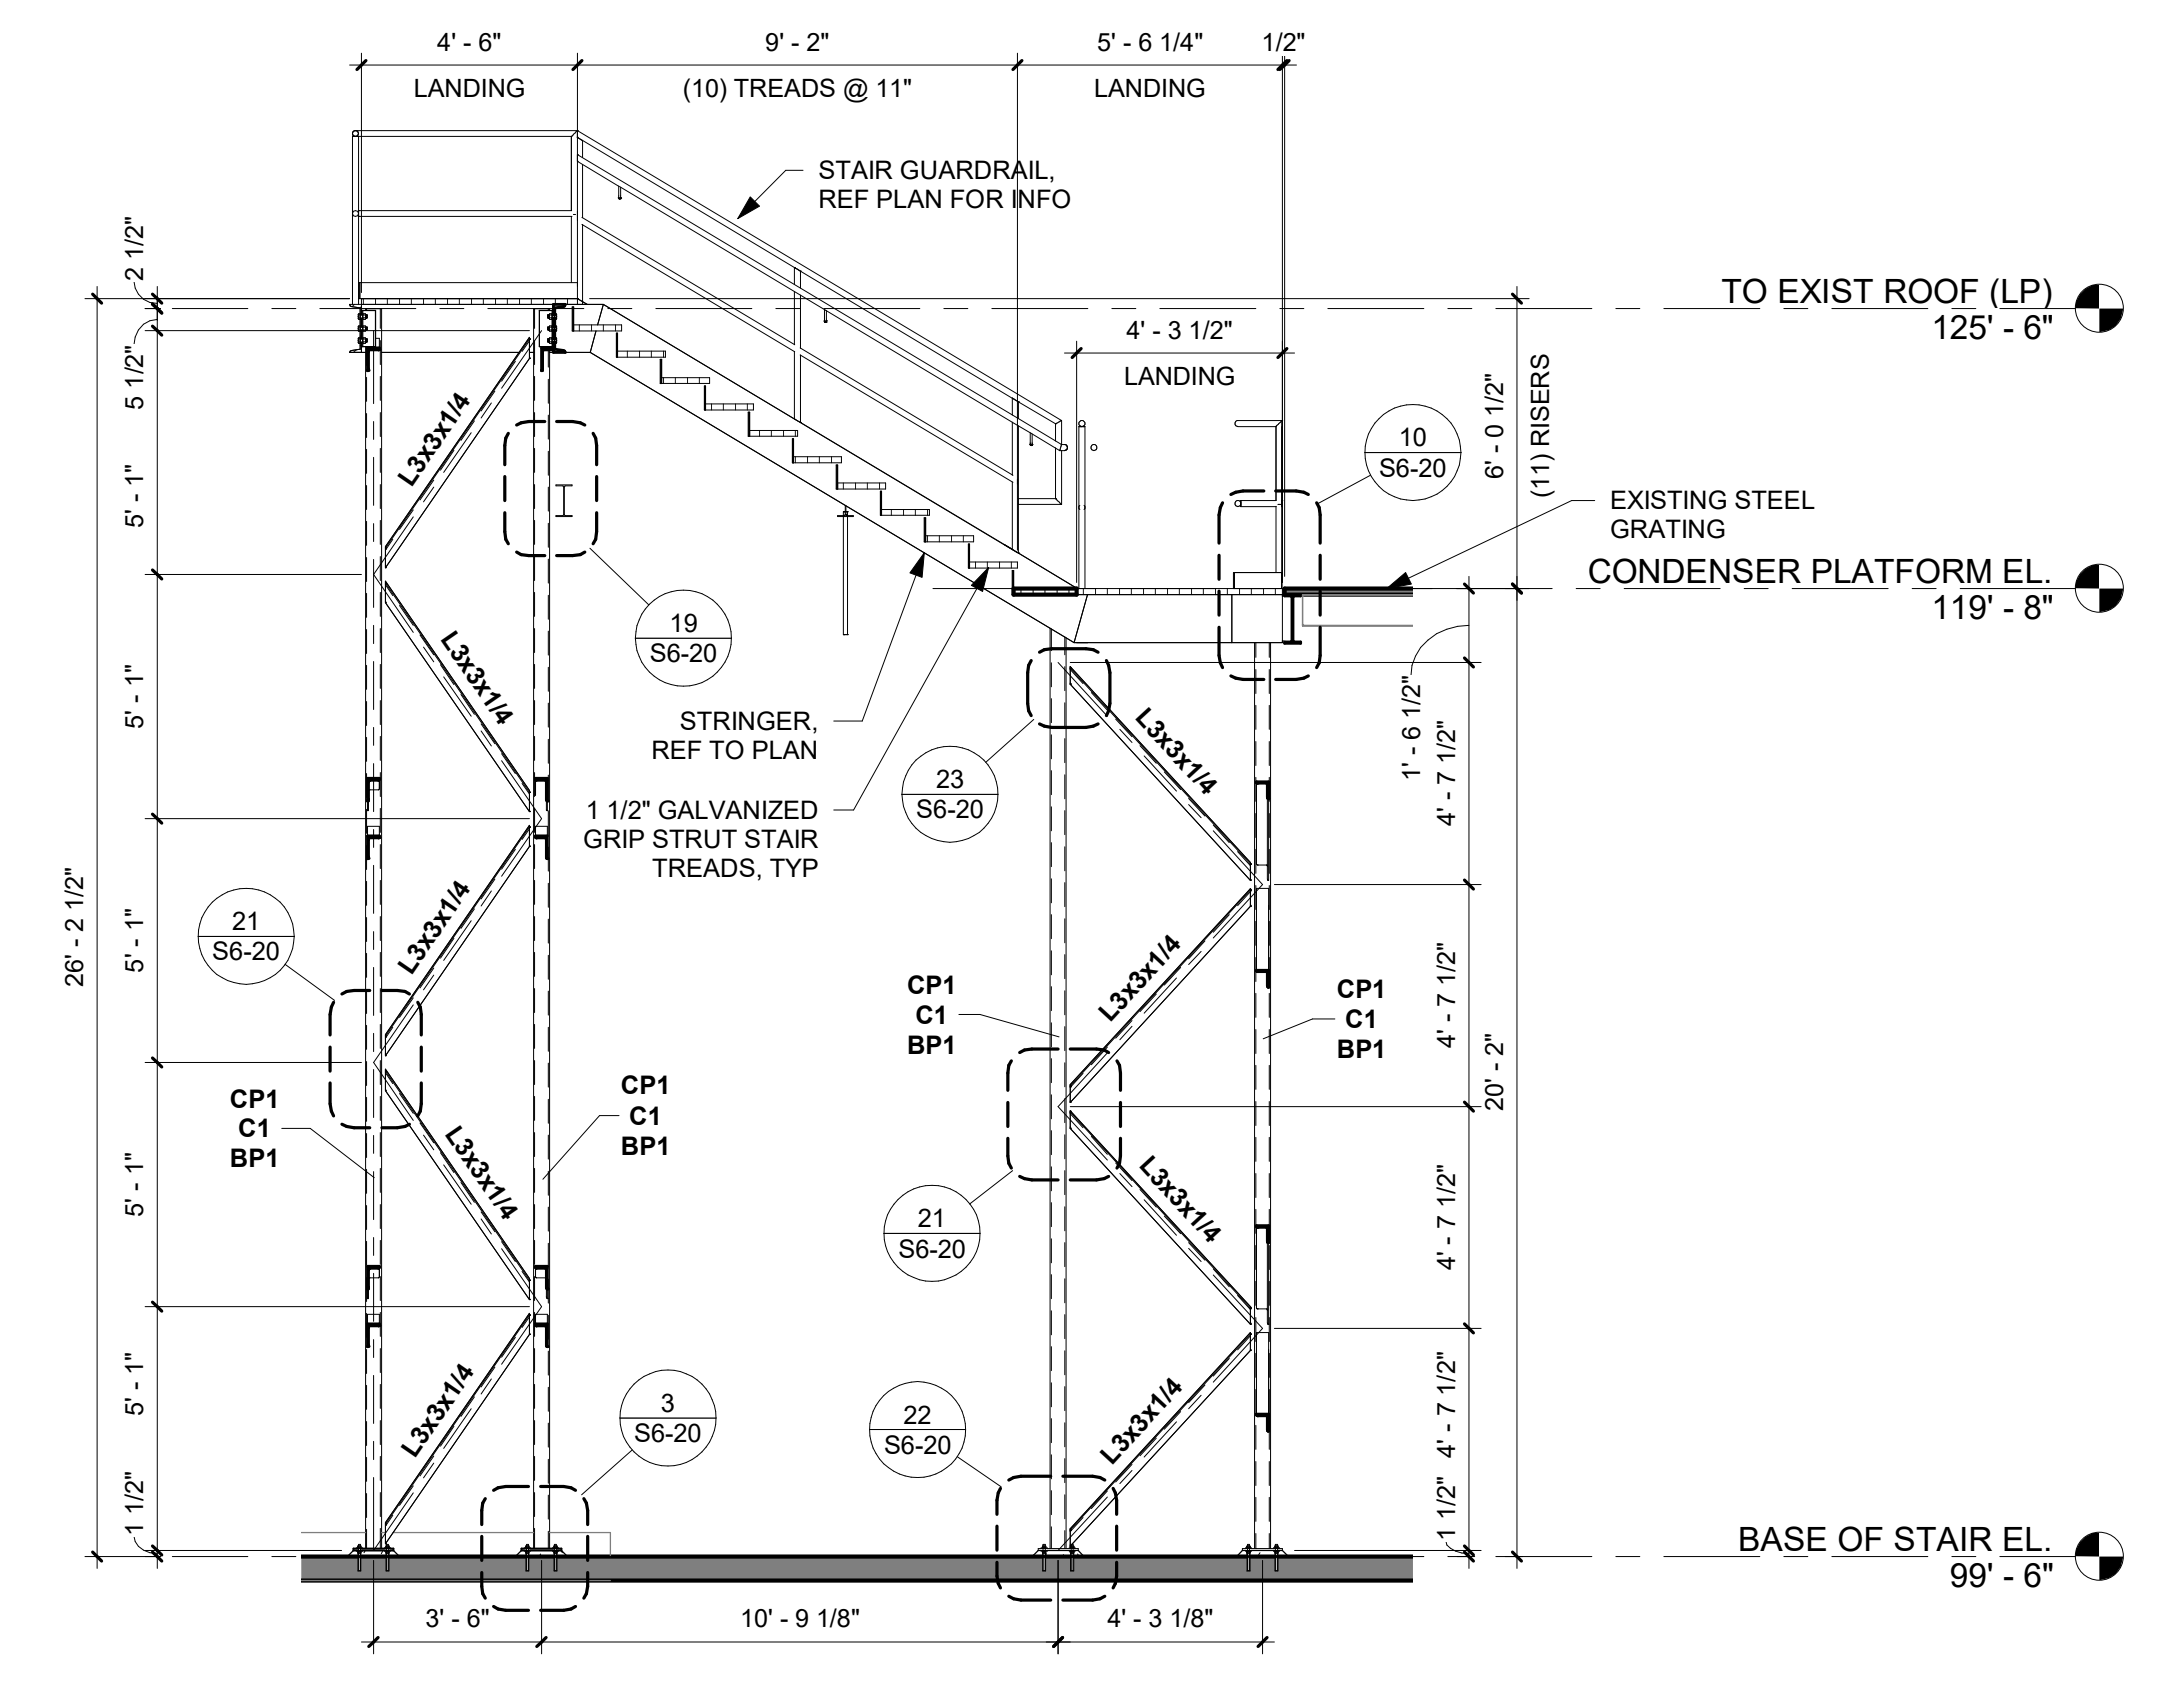 4' - 6"
9' - 2"
5' - 6 1/4"
1/2"
LANDING
(10) TREADS @ 11"
LANDING
STAIR GUARDRAIL,
REF PLAN FOR INFO
2 1/2"
5 1/2"
5' - 1"
5' - 1"
5' - 1"
5' - 1"
5' - 1"
1 1/2"
26' - 2 1/2"
TO EXIST ROOF (LP)
125' - 6"
4' - 3 1/2"
LANDING
6' - 0 1/2"
(11) RISERS
10
S6-20
EXISTING STEEL
GRATING
CONDENSER PLATFORM EL.
119' - 8"
L3x3x1/4
L3x3x1/4
L3x3x1/4
L3x3x1/4
L3x3x1/4
19
S6-20
STRINGER,
REF TO PLAN
1 1/2" GALVANIZED
GRIP STRUT STAIR
TREADS, TYP
23
S6-20
L3x3x1/4
L3x3x1/4
L3x3x1/4
L3x3x1/4
1' - 6 1/2"
4' - 7 1/2"
4' - 7 1/2"
4' - 7 1/2"
4' - 7 1/2"
1 1/2"
20' - 2"
21
S6-20
CP1
C1
BP1
CP1
C1
BP1
CP1
C1
BP1
CP1
C1
BP1
21
S6-20
3
S6-20
22
S6-20
BASE OF STAIR EL.
99' - 6"
3' - 6"
10' - 9 1/8"
4' - 3 1/8"